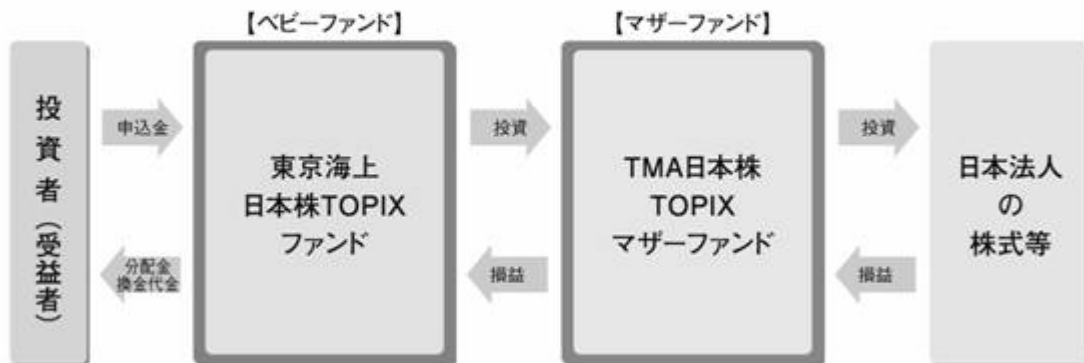 【ベビーファンド】
【マザーファンド】
投資者（受益者）
申込金
分配金
換金代金
東京海上
日本株TOPIX
ファンド
投資
損益
TMA日本株
TOPIX
マザーファンド
投資
損益
日本法人
の
株式等